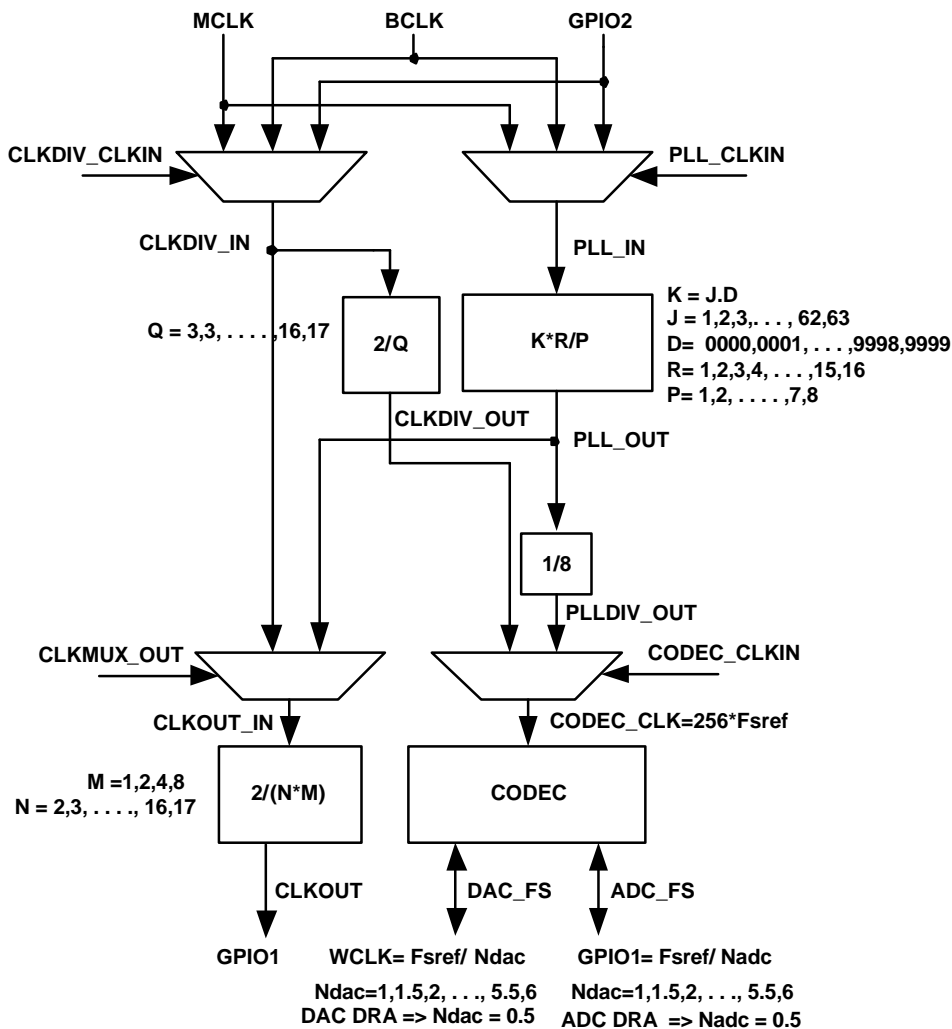 MCLK
BCLK
GPIO2
CLKDIV_CLKIN
PLL_CLKIN
CLKDIV_IN
PLL_IN
Q = 3,3, . . . . ,16,17
2/Q
K*R/P
K = J.D
J = 1,2,3,. . . , 62,63
D= 0000,0001, . . . ,9998,9999
R= 1,2,3,4, . . . ,15,16
P= 1,2, . . . . ,7,8
CLKDIV_OUT
PLL_OUT
1/8
PLLDIV_OUT
CLKMUX_OUT
CODEC_CLKIN
CLKOUT_IN
CODEC_CLK=256*Fsref
M =1,2,4,8
N = 2,3, . . . ., 16,17
2/(N*M)
CODEC
CLKOUT
DAC_FS
ADC_FS
GPIO1
WCLK= Fsref/ Ndac
GPIO1= Fsref/ Nadc
Ndac=1,1.5,2, . . ., 5.5,6
Ndac=1,1.5,2, . . ., 5.5,6
DAC DRA => Ndac = 0.5
ADC DRA => Nadc = 0.5